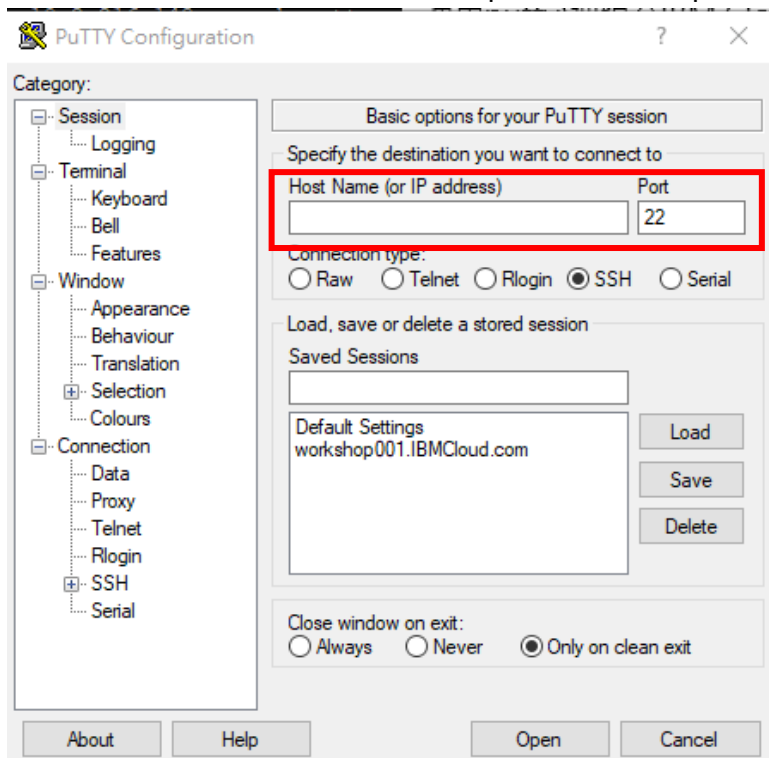 PuTTY Configuration ? ×
Category:
Session
Logging
Terminal
Keyboard
Bell
Features
Window
Appearance
Behaviour
Translation
Selection
Colours
Connection
Data
Proxy
Telnet
Rlogin
SSH
Serial
Basic options for your PuTTY session
Specify the destination you want to connect to
Host Name (or IP address) Port
22
Connection type:
Raw Telnet Rlogin SSH Serial
Load, save or delete a stored session
Saved Sessions
Default Settings
workshop001.IBMCloud.com
Load
Save
Delete
Close window on exit:
Always Never Only on clean exit
About Help Open Cancel